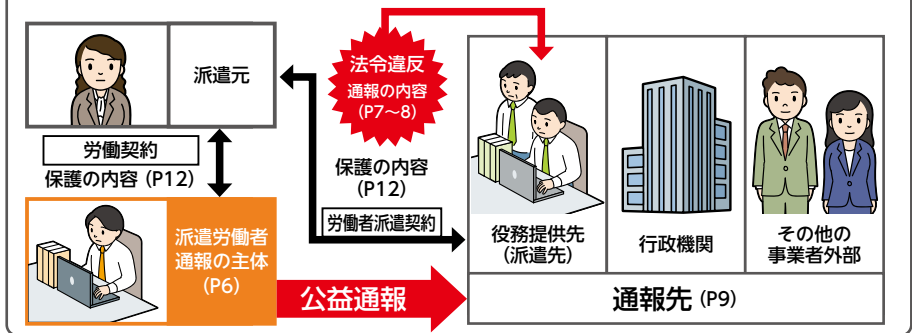 派遣元
労働契約
保護の内容 (P12)
派遣労働者
通報の主体
(P6)
法令違反
通報の内容
(P7～8)
保護の内容
(P12)
労働者派遣契約
公益通報
役務提供先
(派遣先)
行政機関
その他の
事業者外部
通報先 (P9)